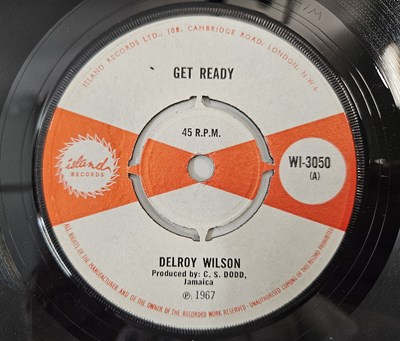 ISLAND RECORDS LTD., 108, CAMBRIDGE ROAD, LONDON, N.W.6
GET READY
45 R.P.M.
island
RECORDS
WI-3050
(A)
DELROY WILSON
Produced by: C. S. DODD,
Jamaica
℗ 1967
ALL RIGHTS OF THE MANUFACTURER AND OF THE OWNER OF THE RECORDED WORK RESERVED · UNAUTHORISED COPYING OF THIS RECORD PROHIBITED